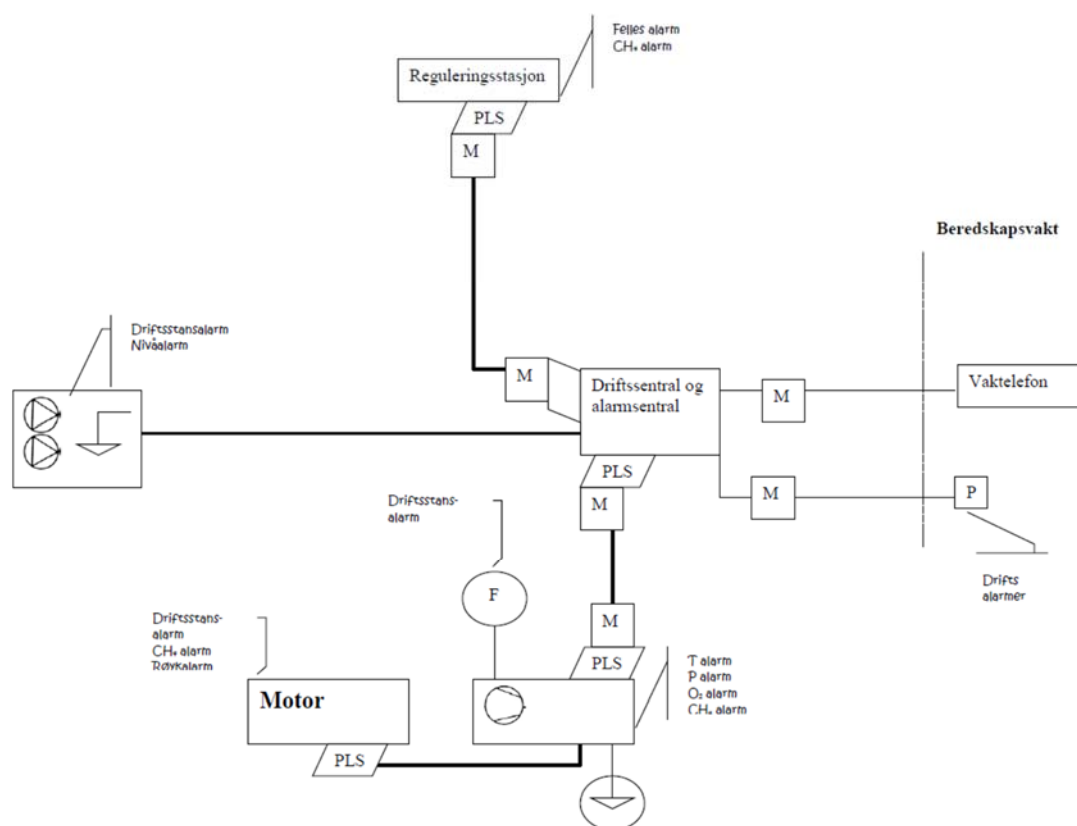 Felles alarm
CH₄ alarm
Reguleringsstasjon
PLS
M
Beredskapsvakt
Driftsstansalarm
Nivåalarm
M
Driftssentral og
alarmsentral
M
Vaktelefon
PLS
M
M
P
Driftsstans-
alarm
Drifts
alarmer
F
M
Driftsstans-
alarm
CH₄ alarm
Røykalarm
PLS
T alarm
P alarm
O₂ alarm
CH₄ alarm
Motor
PLS